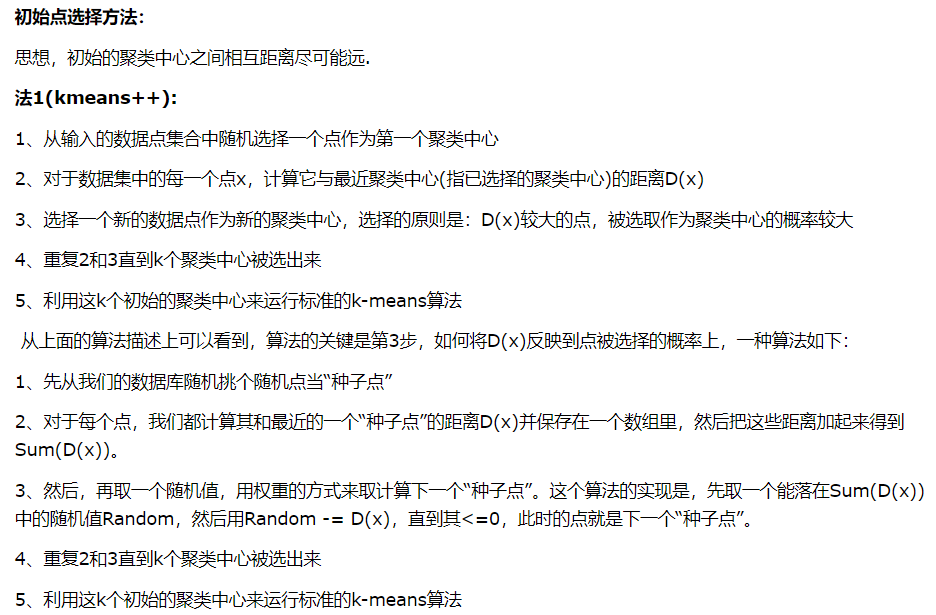 初始点选择方法：
思想，初始的聚类中心之间相互距离尽可能远.
法1(kmeans++)：
1、从输入的数据点集合中随机选择一个点作为第一个聚类中心
2、对于数据集中的每一个点x，计算它与最近聚类中心(指已选择的聚类中心)的距离D(x)
3、选择一个新的数据点作为新的聚类中心，选择的原则是：D(x)较大的点，被选取作为聚类中心的概率较大
4、重复2和3直到k个聚类中心被选出来
5、利用这k个初始的聚类中心来运行标准的k-means算法
从上面的算法描述上可以看到，算法的关键是第3步，如何将D(x)反映到点被选择的概率上，一种算法如下：
1、先从我们的数据库随机挑个随机点当“种子点”
2、对于每个点，我们都计算其和最近的一个“种子点”的距离D(x)并保存在一个数组里，然后把这些距离加起来得到
Sum(D(x))。
3、然后，再取一个随机值，用权重的方式来取计算下一个“种子点”。这个算法的实现是，先取一个能落在Sum(D(x))
中的随机值Random，然后用Random -= D(x)，直到其<=0，此时的点就是下一个“种子点”。
4、重复2和3直到k个聚类中心被选出来
5、利用这k个初始的聚类中心来运行标准的k-means算法